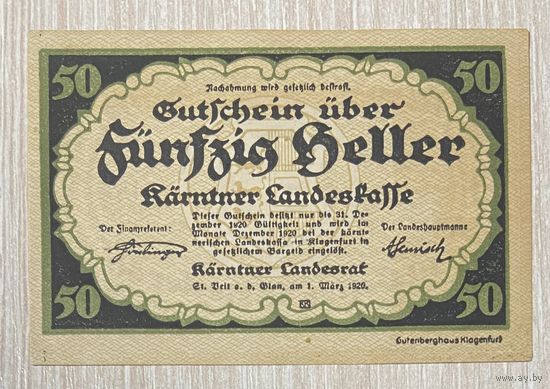 50 50
Nachahmung wird gesetzlich bestraft.
Gutschein über
Fünfzig Heller
Kärntner Landeskasse
Dieser Gutschein besitzt nur bis 31. De-
zember 1920 Gültigkeit und wird im
Monate Dezember 1920 bei der kärnt-
nerischen Landeskassa in Klagenfurt in
gesetzlichem Bargeld eingelöst.
Der Finanzreferent:
Der Landeshauptmann:
Kärntner Landesrat
St. Veit a. d. Glan, am 1. März 1920.
50 50
Gutenberghaus Klagenfurt
www.ay.by